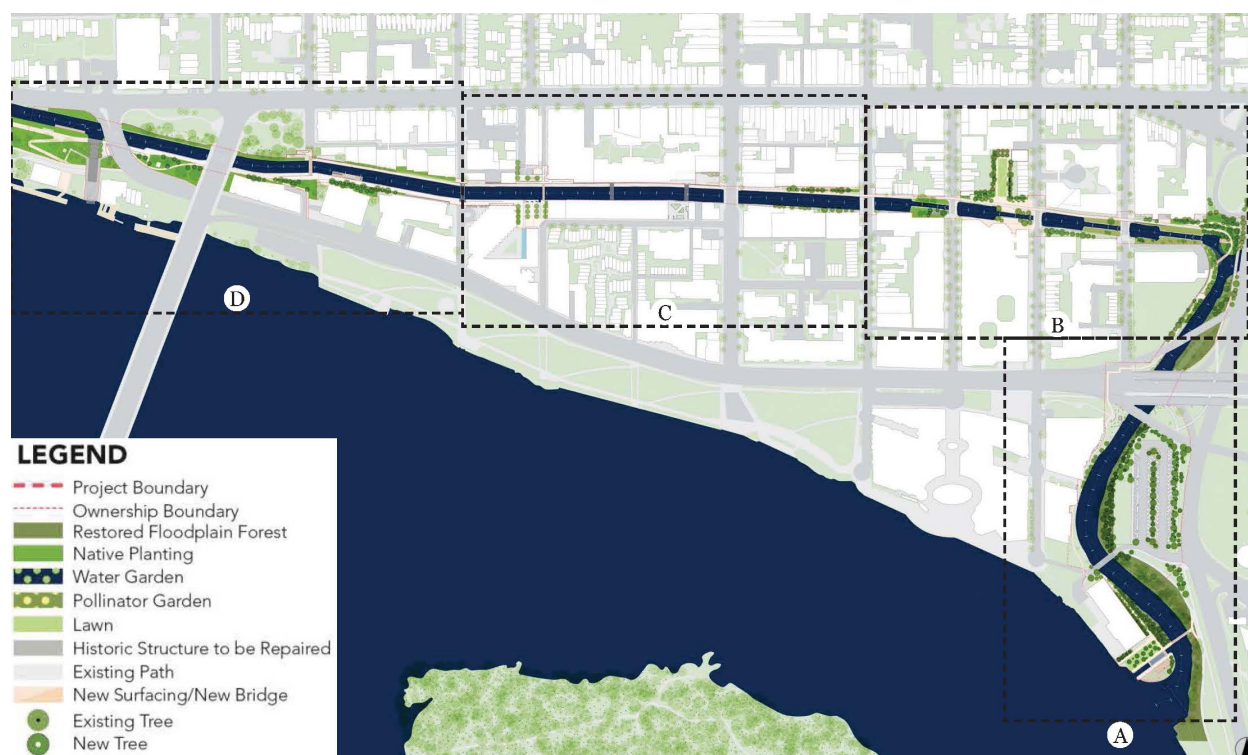 D
C
B
LEGEND
Project Boundary
Ownership Boundary
Restored Floodplain Forest
Native Planting
Water Garden
Pollinator Garden
Lawn
Historic Structure to be Repaired
Existing Path
New Surfacing/New Bridge
Existing Tree
New Tree
A